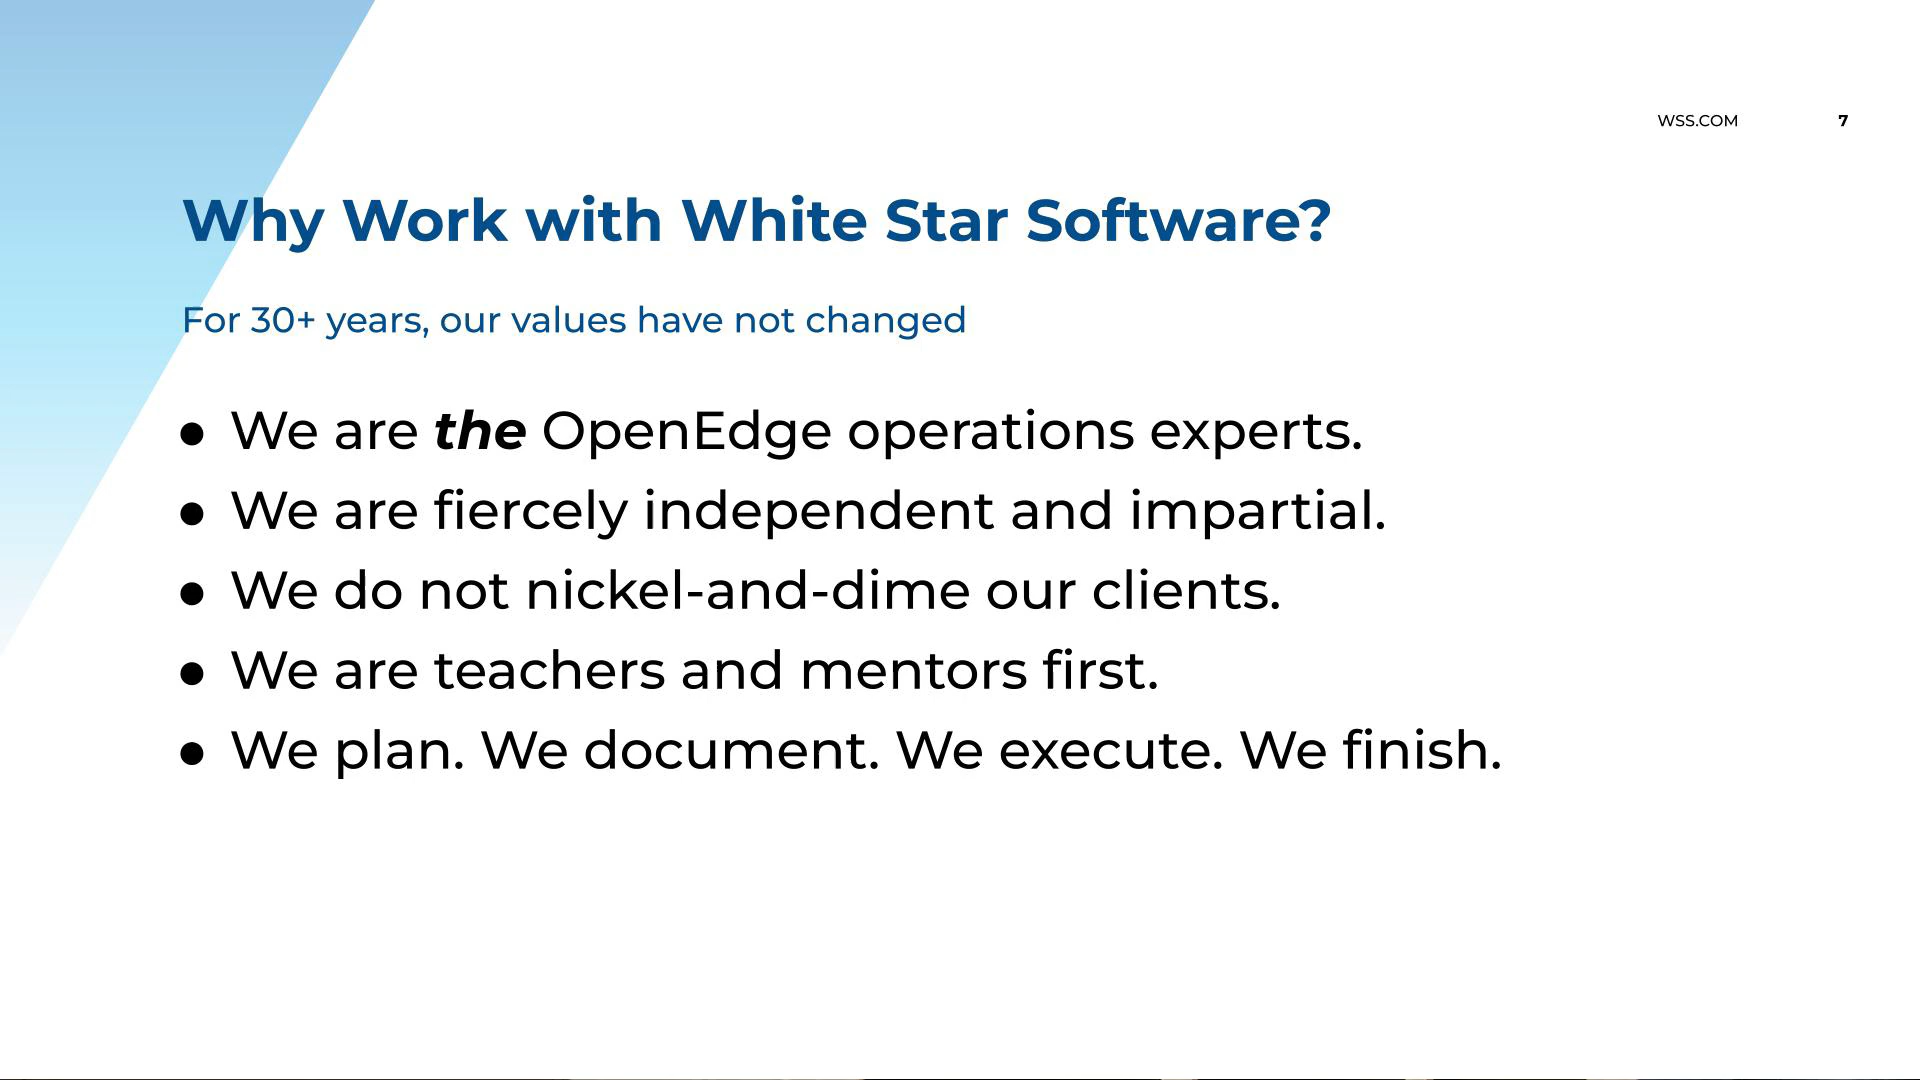 WSS.COM 7
Why Work with White Star Software?
For 30+ years, our values have not changed
● We are the OpenEdge operations experts.
● We are fiercely independent and impartial.
● We do not nickel-and-dime our clients.
● We are teachers and mentors first.
● We plan. We document. We execute. We finish.